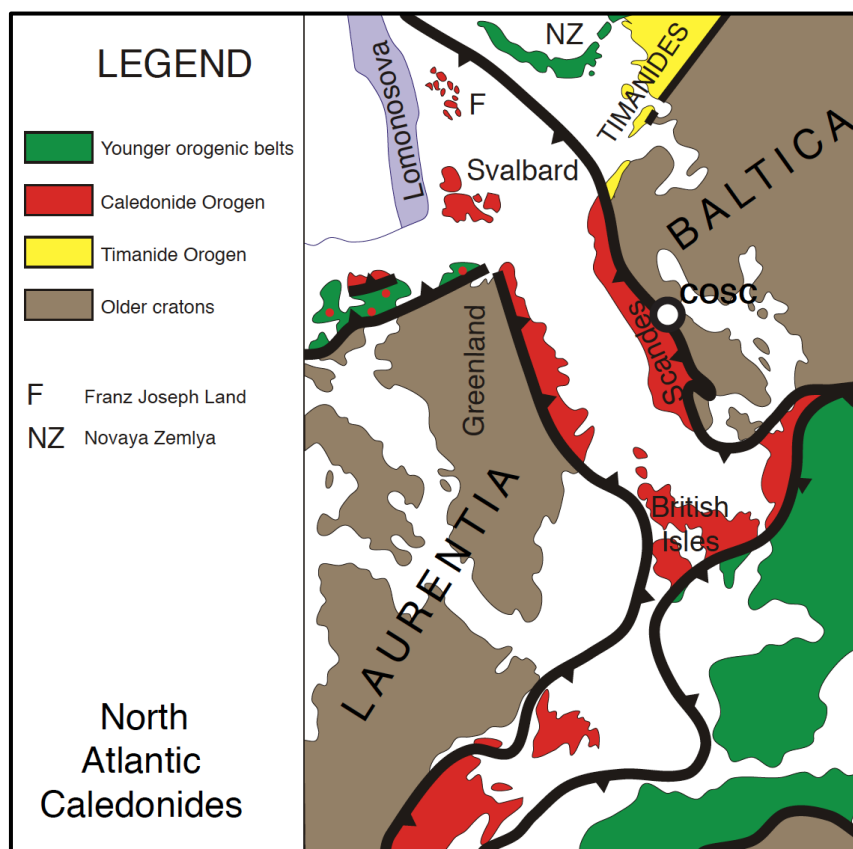 LEGEND
Younger orogenic belts
Caledonide Orogen
Timanide Orogen
Older cratons
F Franz Joseph Land
NZ Novaya Zemlya
North
Atlantic
Caledonides
NZ
TIMANIDES
Lomonosova
F
Svalbard
BALTICA
COSC
Scandes
Greenland
British
Isles
LAURENTIA